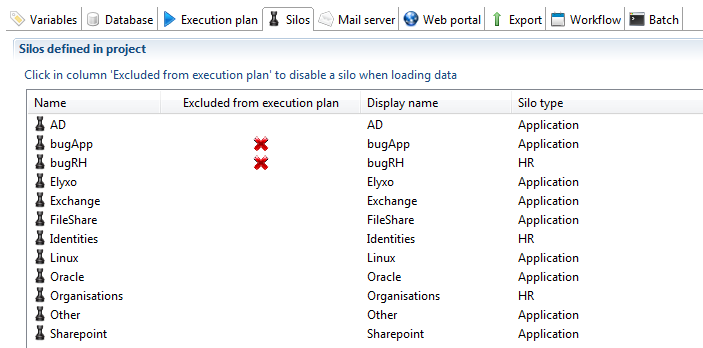 Variables Database Execution plan Silos Mail server Web portal Export Workflow Batch
Silos defined in project
Click in column 'Excluded from execution plan' to disable a silo when loading data
Name Excluded from execution plan Display name Silo type
AD AD Application
bugApp bugApp Application
bugRH bugRH HR
Elyxo Elyxo Application
Exchange Exchange Application
FileShare FileShare Application
Identities Identities HR
Linux Linux Application
Oracle Oracle Application
Organisations Organisations HR
Other Other Application
Sharepoint Sharepoint Application